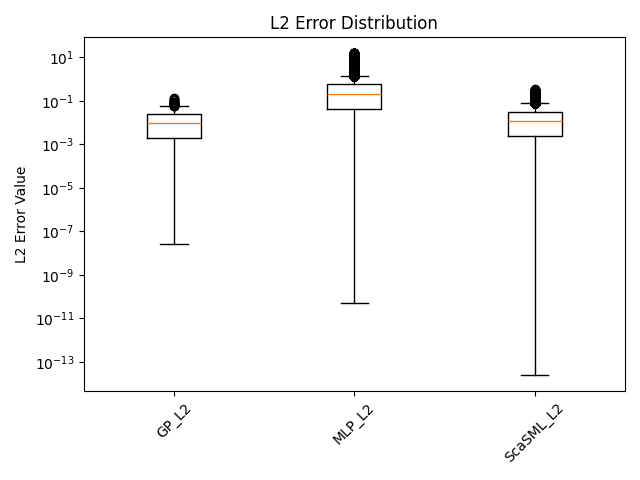 L2 Error Distribution
L2 Error Value
10^1
10^-1
10^-3
10^-5
10^-7
10^-9
10^-11
10^-13
GP_L2
MLP_L2
ScaSML_L2